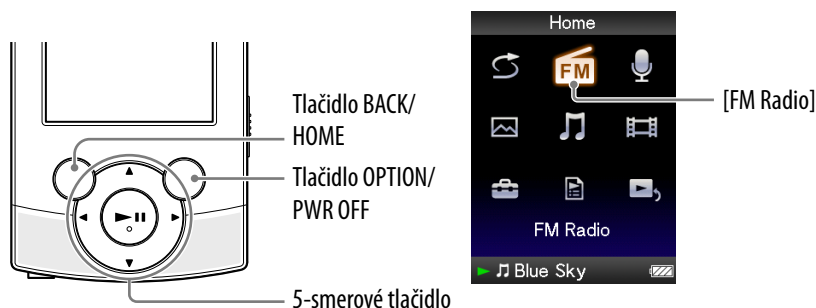 Tlačidlo BACK/
HOME
Tlačidlo OPTION/
PWR OFF
5-smerové tlačidlo
Home
FM
[FM Radio]
FM Radio
Blue Sky